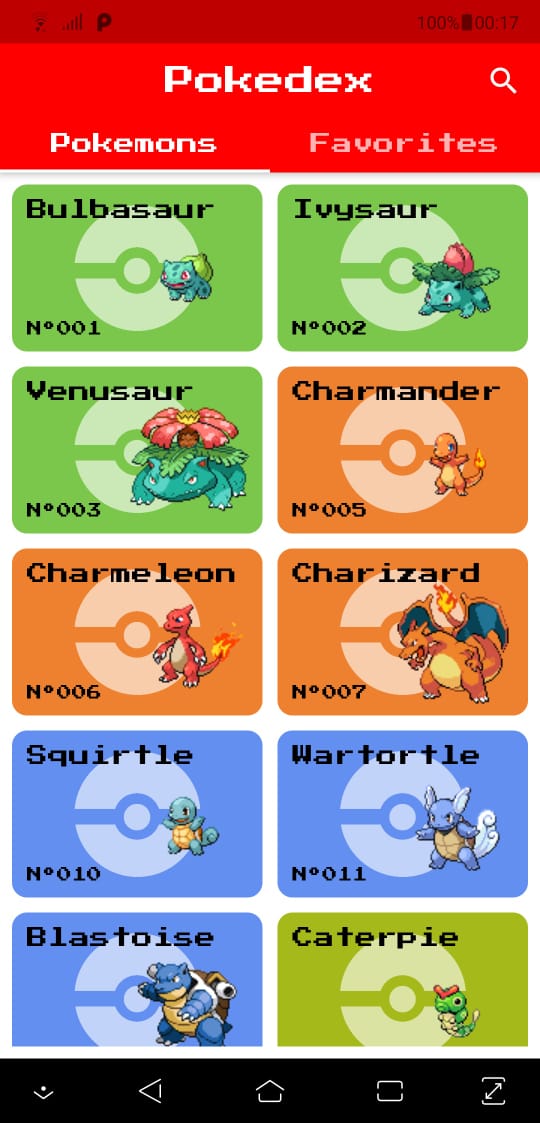 100% 00:17
Pokedex
Pokemons Favorites
Bulbasaur Ivysaur
Nº001 Nº002
Venusaur Charmander
Nº003 Nº005
Charmeleon Charizard
Nº006 Nº007
Squirtle Wartortle
Nº010 Nº011
Blastoise Caterpie